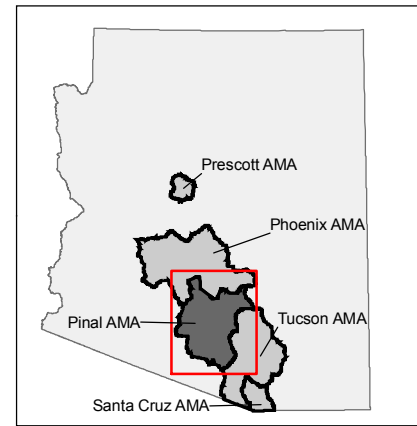 Prescott AMA
Phoenix AMA
Pinal AMA
Tucson AMA
Santa Cruz AMA